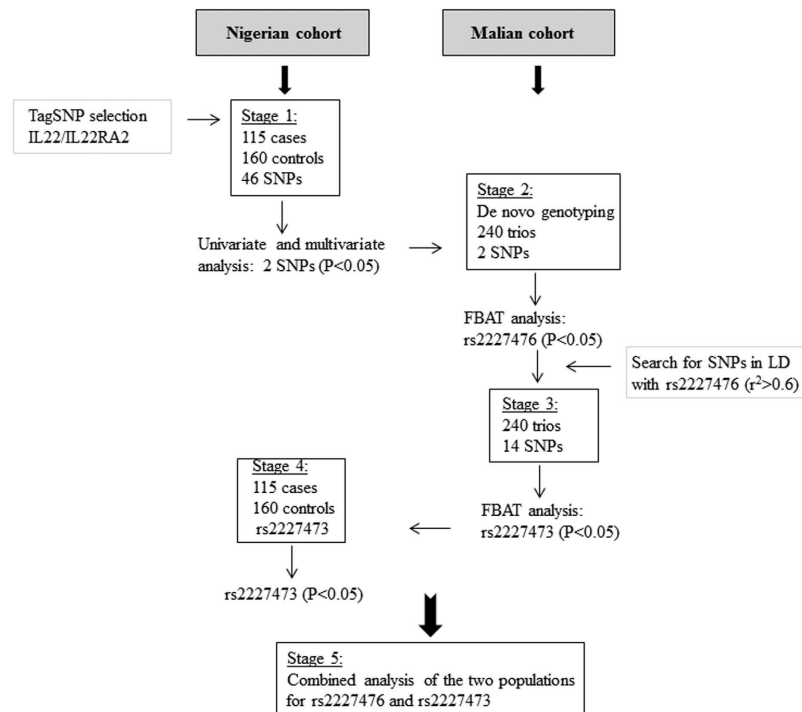 Nigerian cohort
Malian cohort
TagSNP selection
IL22/IL22RA2
Stage 1:
115 cases
160 controls
46 SNPs
Univariate and multivariate
analysis: 2 SNPs (P<0.05)
Stage 2:
De novo genotyping
240 trios
2 SNPs
FBAT analysis:
rs2227476 (P<0.05)
Search for SNPs in LD
with rs2227476 (r²>0.6)
Stage 3:
240 trios
14 SNPs
FBAT analysis:
rs2227473 (P<0.05)
Stage 4:
115 cases
160 controls
rs2227473
rs2227473 (P<0.05)
Stage 5:
Combined analysis of the two populations
for rs2227476 and rs2227473